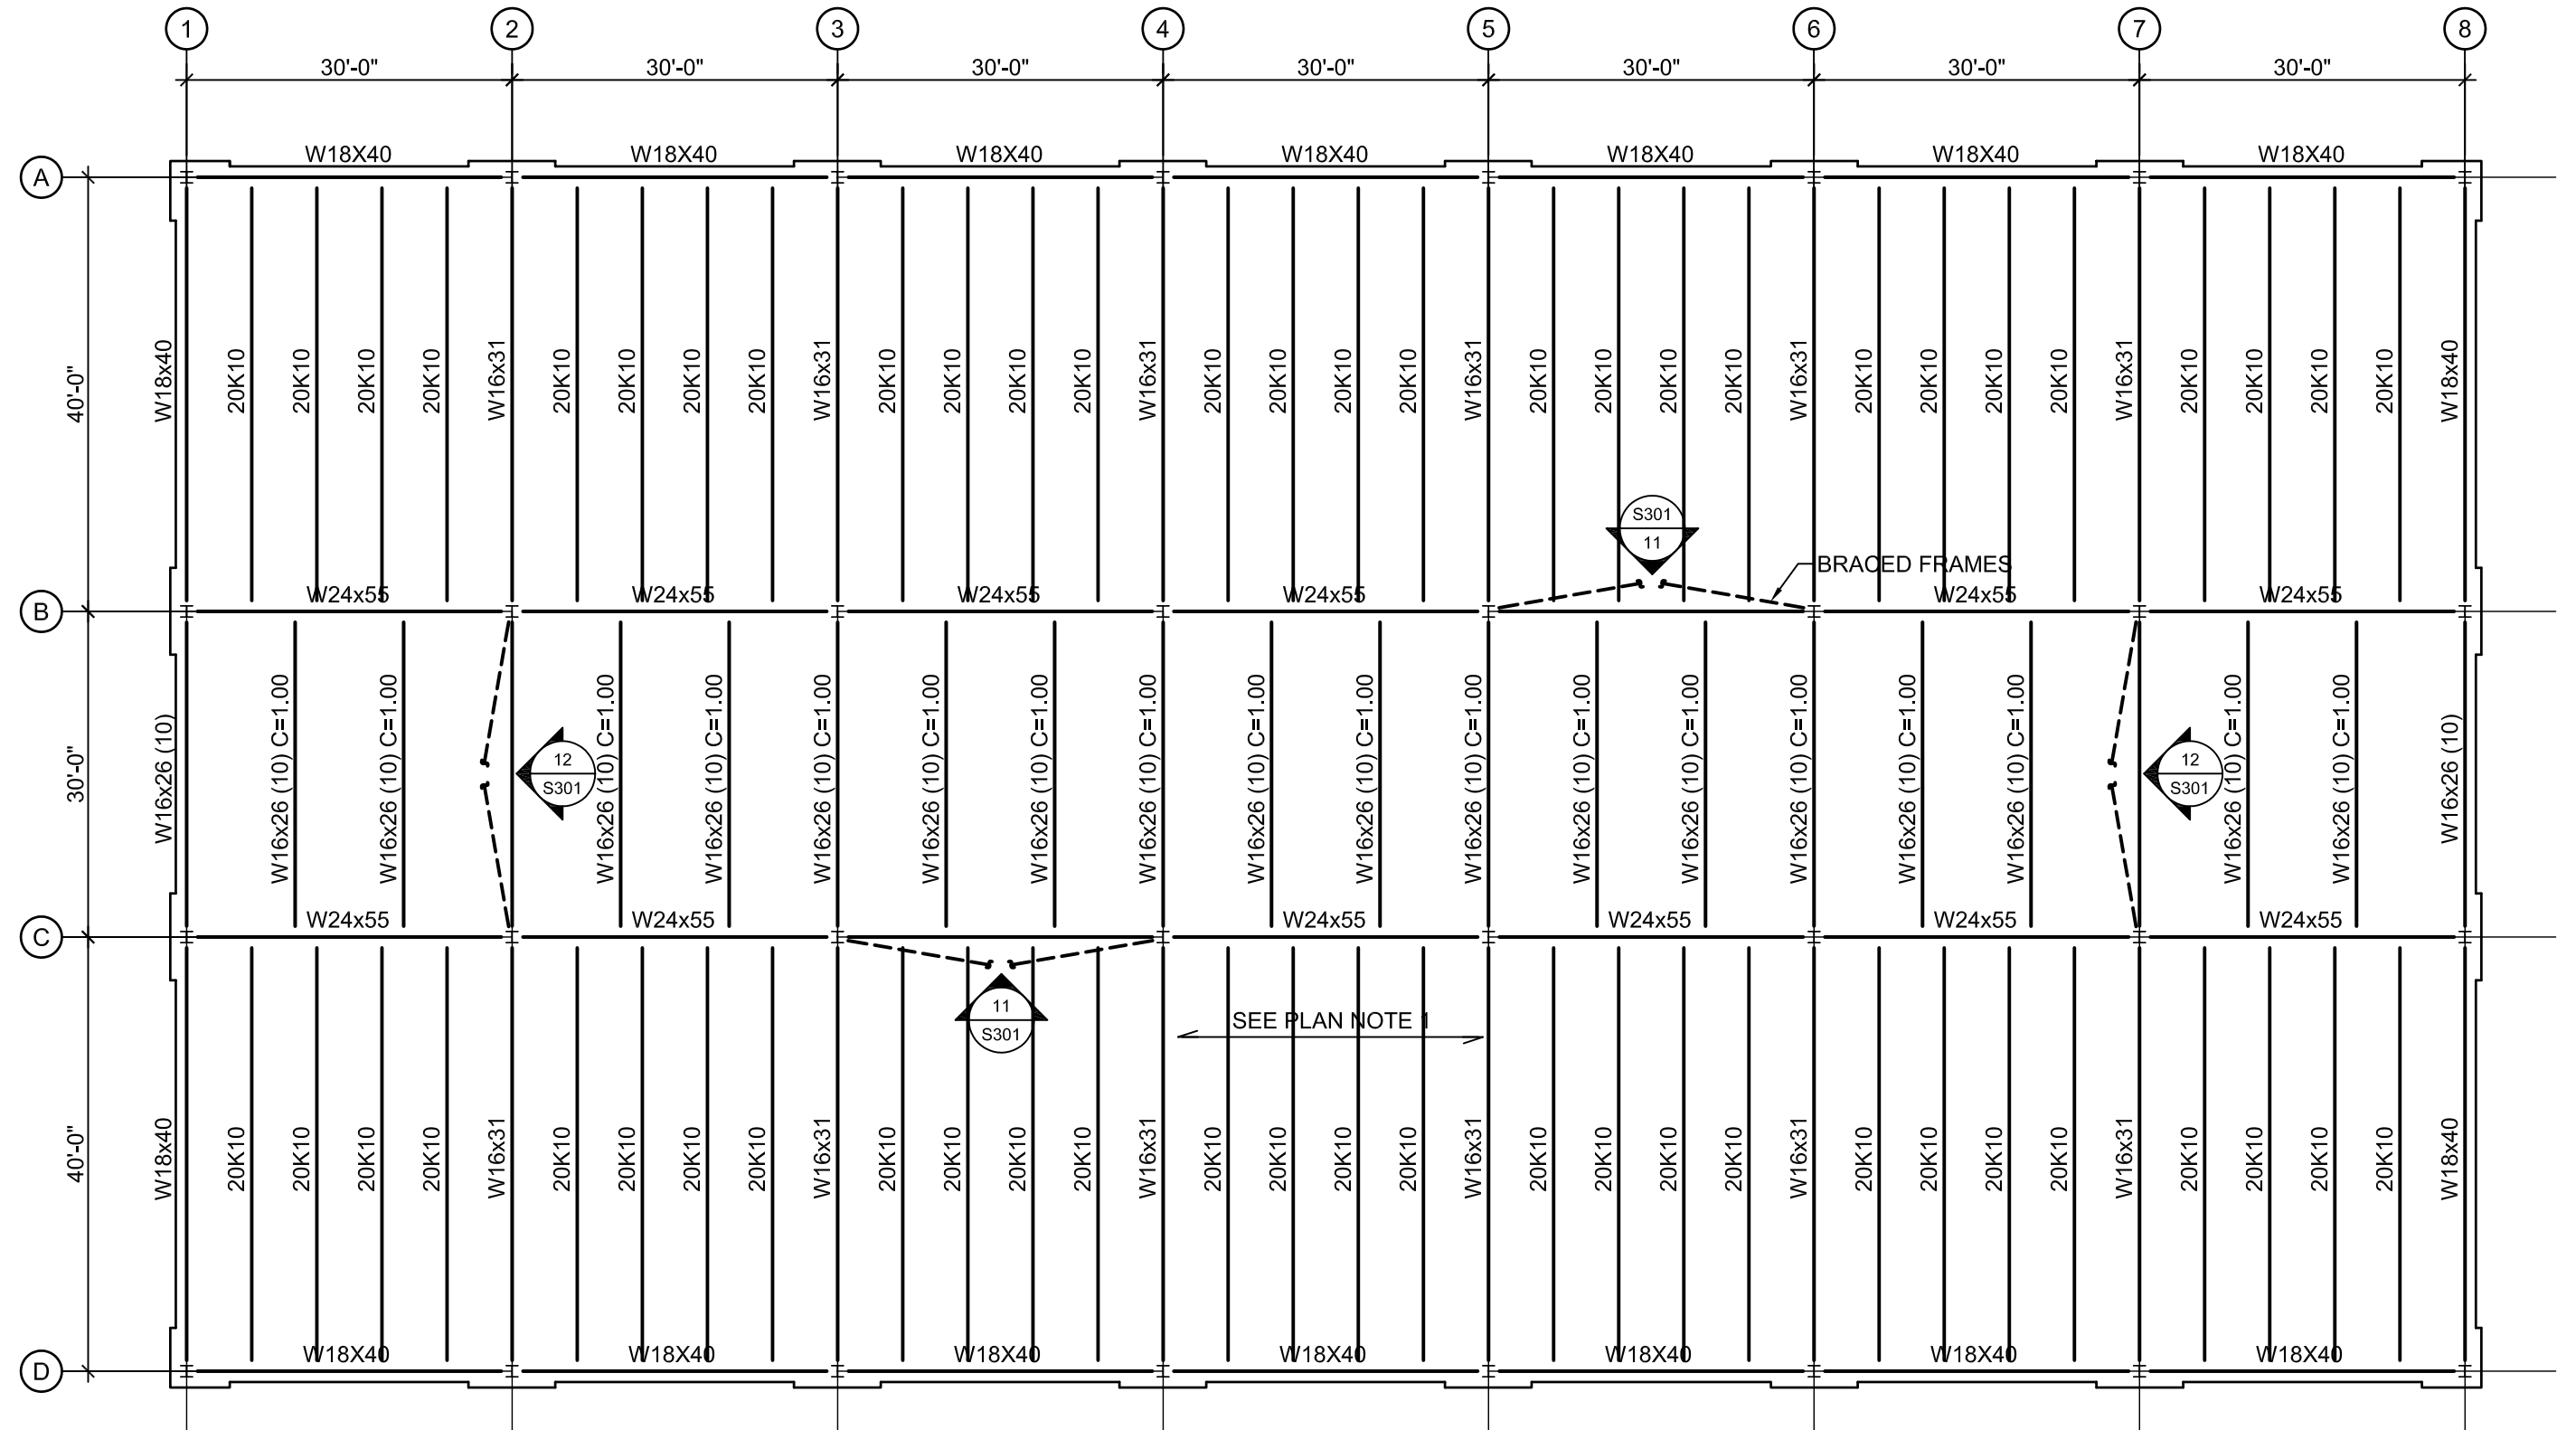 1 2 3 4 5 6 7 8
30'-0" 30'-0" 30'-0" 30'-0" 30'-0" 30'-0" 30'-0"
W18X40 W18X40 W18X40 W18X40 W18X40 W18X40 W18X40
A
40'-0"
W18x40 20K10 20K10 20K10 20K10 W16x31 20K10 20K10 20K10 20K10 W16x31 20K10 20K10 20K10 20K10 W16x31 20K10 20K10 20K10 20K10 W16x31 20K10 20K10 20K10 20K10 W16x31 20K10 20K10 20K10 20K10 W16x31 20K10 20K10 20K10 20K10 W18x40
S301
11
BRACED FRAMES
W24x55 W24x55 W24x55 W24x55 W24x55 W24x55
B
30'-0"
W16x26 (10) W16x26 (10) C=1.00 W16x26 (10) C=1.00 W16x26 (10) C=1.00 W16x26 (10) C=1.00 W16x26 (10) C=1.00 W16x26 (10) C=1.00 W16x26 (10) C=1.00 W16x26 (10) C=1.00 W16x26 (10) C=1.00 W16x26 (10) C=1.00 W16x26 (10) C=1.00 W16x26 (10) C=1.00 W16x26 (10) C=1.00 W16x26 (10) C=1.00 W16x26 (10) C=1.00 W16x26 (10) C=1.00 W16x26 (10) C=1.00 W16x26 (10) C=1.00 W16x26 (10)
12
S301
12
S301
W24x55 W24x55 W24x55 W24x55 W24x55 W24x55
C
11
S301
SEE PLAN NOTE 1
40'-0"
W18x40 20K10 20K10 20K10 20K10 W16x31 20K10 20K10 20K10 20K10 W16x31 20K10 20K10 20K10 20K10 W16x31 20K10 20K10 20K10 20K10 W16x31 20K10 20K10 20K10 20K10 W16x31 20K10 20K10 20K10 20K10 W16x31 20K10 20K10 20K10 20K10 W18x40
W18X40 W18X40 W18X40 W18X40 W18X40 W18X40 W18X40
D